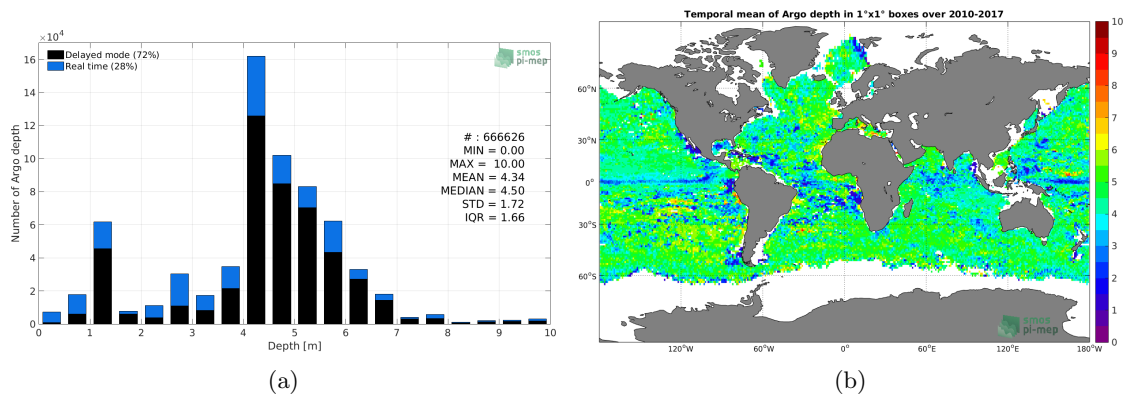 ×10⁴
Delayed mode (72%)
Real time (28%)
smos
pi-mep
16
14
12
10
8
6
4
2
0
Number of Argo depth
# : 666626
MIN = 0.00
MAX = 10.00
MEAN = 4.34
MEDIAN = 4.50
STD = 1.72
IQR = 1.66
0 1 2 3 4 5 6 7 8 9 10
Depth [m]
(a)
Temporal mean of Argo depth in 1°x1° boxes over 2010-2017
60°N
30°N
0°
30°S
60°S
120°W 60°W 0° 60°E 120°E 180°W
smos
pi-mep
10
9
8
7
6
5
4
3
2
1
0
(b)